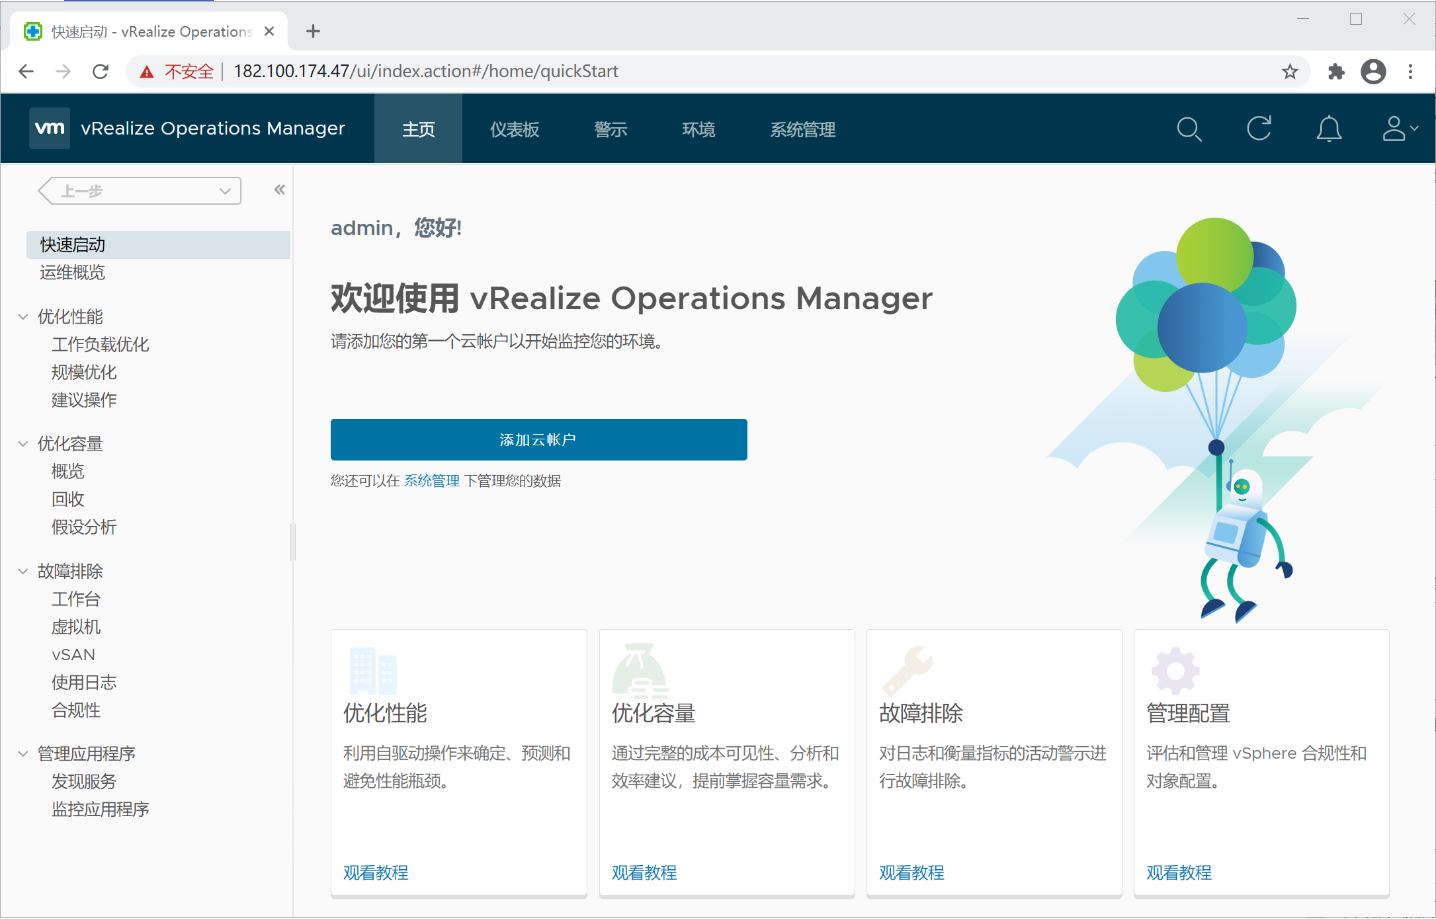 快速启动 - vRealize Operations
不安全 182.100.174.47/ui/index.action#/home/quickStart
vm vRealize Operations Manager 主页 仪表板 警示 环境 系统管理
上一步
快速启动
运维概览
优化性能
工作负载优化
规模优化
建议操作
优化容量
概览
回收
假设分析
故障排除
工作台
虚拟机
vSAN
使用日志
合规性
管理应用程序
发现服务
监控应用程序
admin，您好!
欢迎使用 vRealize Operations Manager
请添加您的第一个云帐户以开始监控您的环境。
添加云帐户
您还可以在 系统管理 下管理您的数据
优化性能
利用自驱动操作来确定、预测和
避免性能瓶颈。
观看教程
优化容量
通过完整的成本可见性、分析和
效率建议，提前掌握容量需求。
观看教程
故障排除
对日志和衡量指标的活动警示进
行故障排除。
观看教程
管理配置
评估和管理 vSphere 合规性和
对象配置。
观看教程